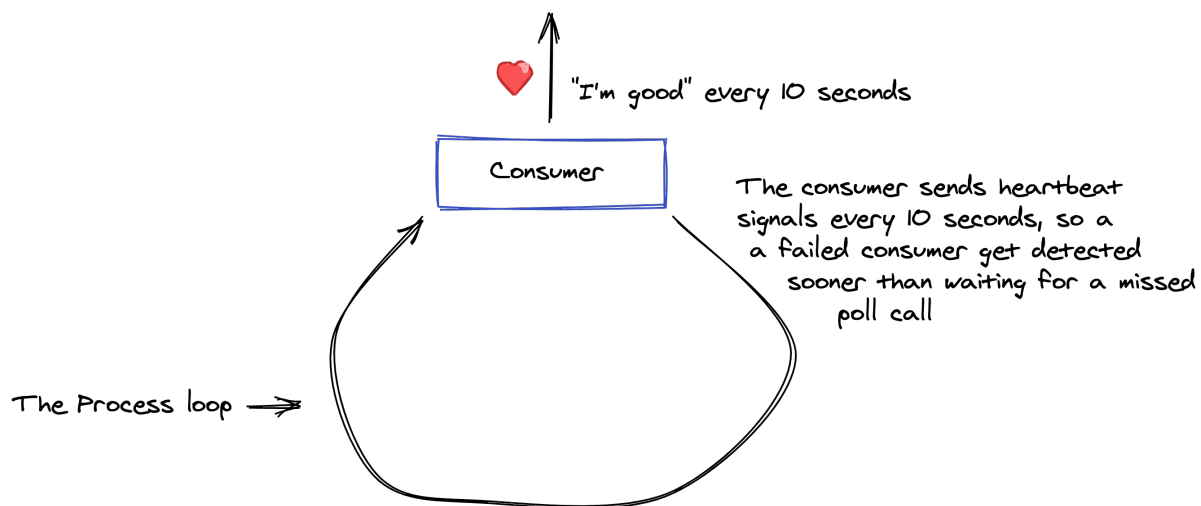 "I'm good" every 10 seconds
Consumer
The consumer sends heartbeat
signals every 10 seconds, so a
a failed consumer get detected
sooner than waiting for a missed
poll call
The Process loop